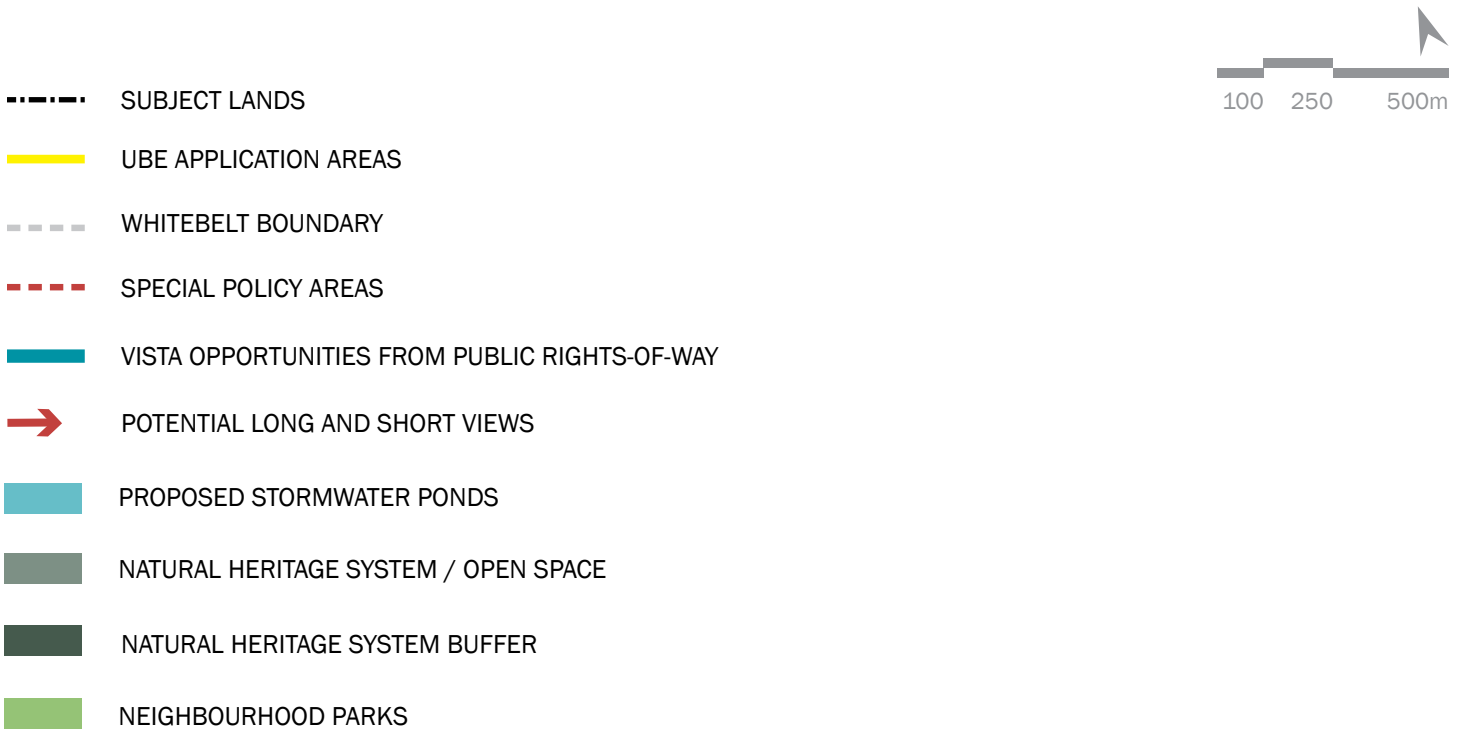 SUBJECT LANDS
UBE APPLICATION AREAS
WHITEBELT BOUNDARY
SPECIAL POLICY AREAS
VISTA OPPORTUNITIES FROM PUBLIC RIGHTS-OF-WAY
POTENTIAL LONG AND SHORT VIEWS
PROPOSED STORMWATER PONDS
NATURAL HERITAGE SYSTEM / OPEN SPACE
NATURAL HERITAGE SYSTEM BUFFER
NEIGHBOURHOOD PARKS
100 250 500m